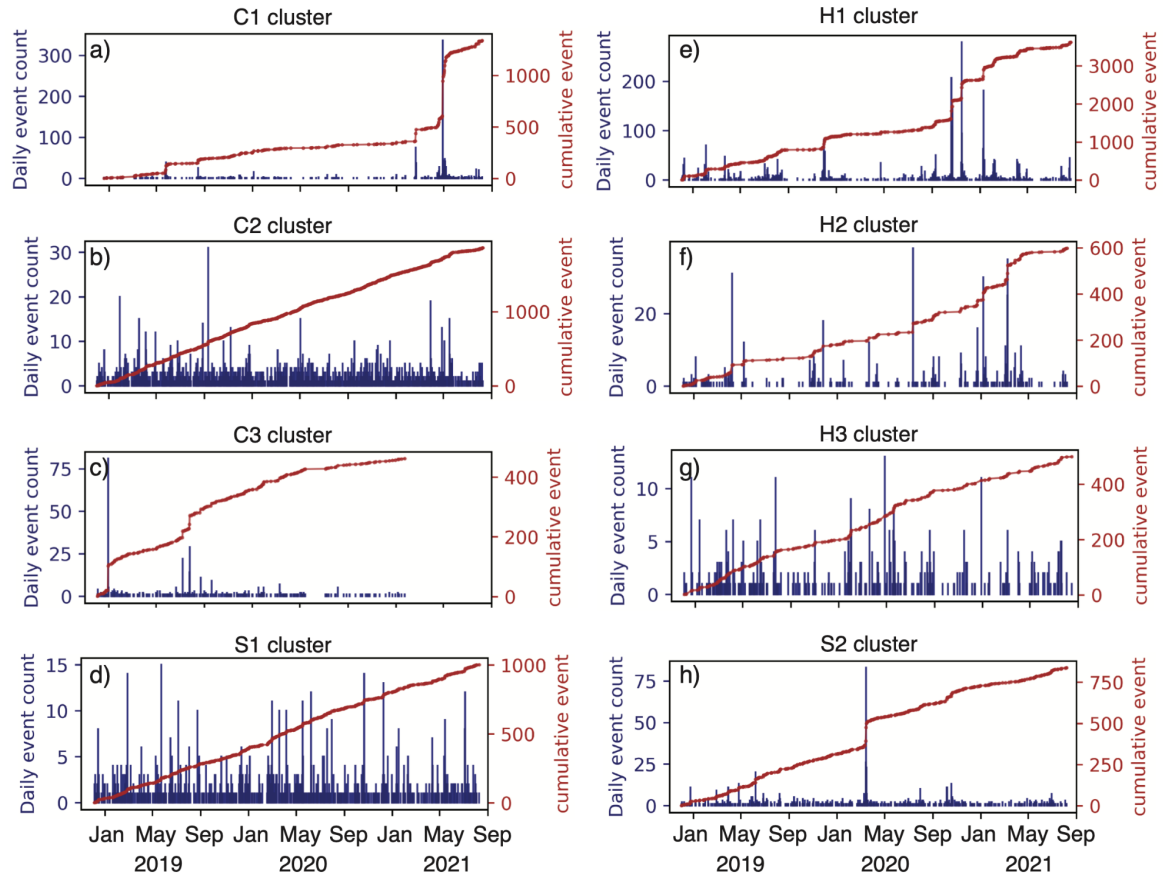 C1 cluster
a)
Daily event count
300
200
100
0
1000
500
0
cumulative event
H1 cluster
e)
Daily event count
200
100
0
3000
2000
1000
0
cumulative event
C2 cluster
b)
Daily event count
30
20
10
0
1000
0
cumulative event
H2 cluster
f)
Daily event count
20
0
600
400
200
0
cumulative event
C3 cluster
c)
Daily event count
75
50
25
0
400
200
0
cumulative event
H3 cluster
g)
Daily event count
10
5
0
400
200
0
cumulative event
S1 cluster
d)
Daily event count
15
10
5
0
1000
500
0
cumulative event
Jan May Sep Jan May Sep Jan May Sep
2019 2020 2021
S2 cluster
h)
Daily event count
75
50
25
0
750
500
250
0
cumulative event
Jan May Sep Jan May Sep Jan May Sep
2019 2020 2021